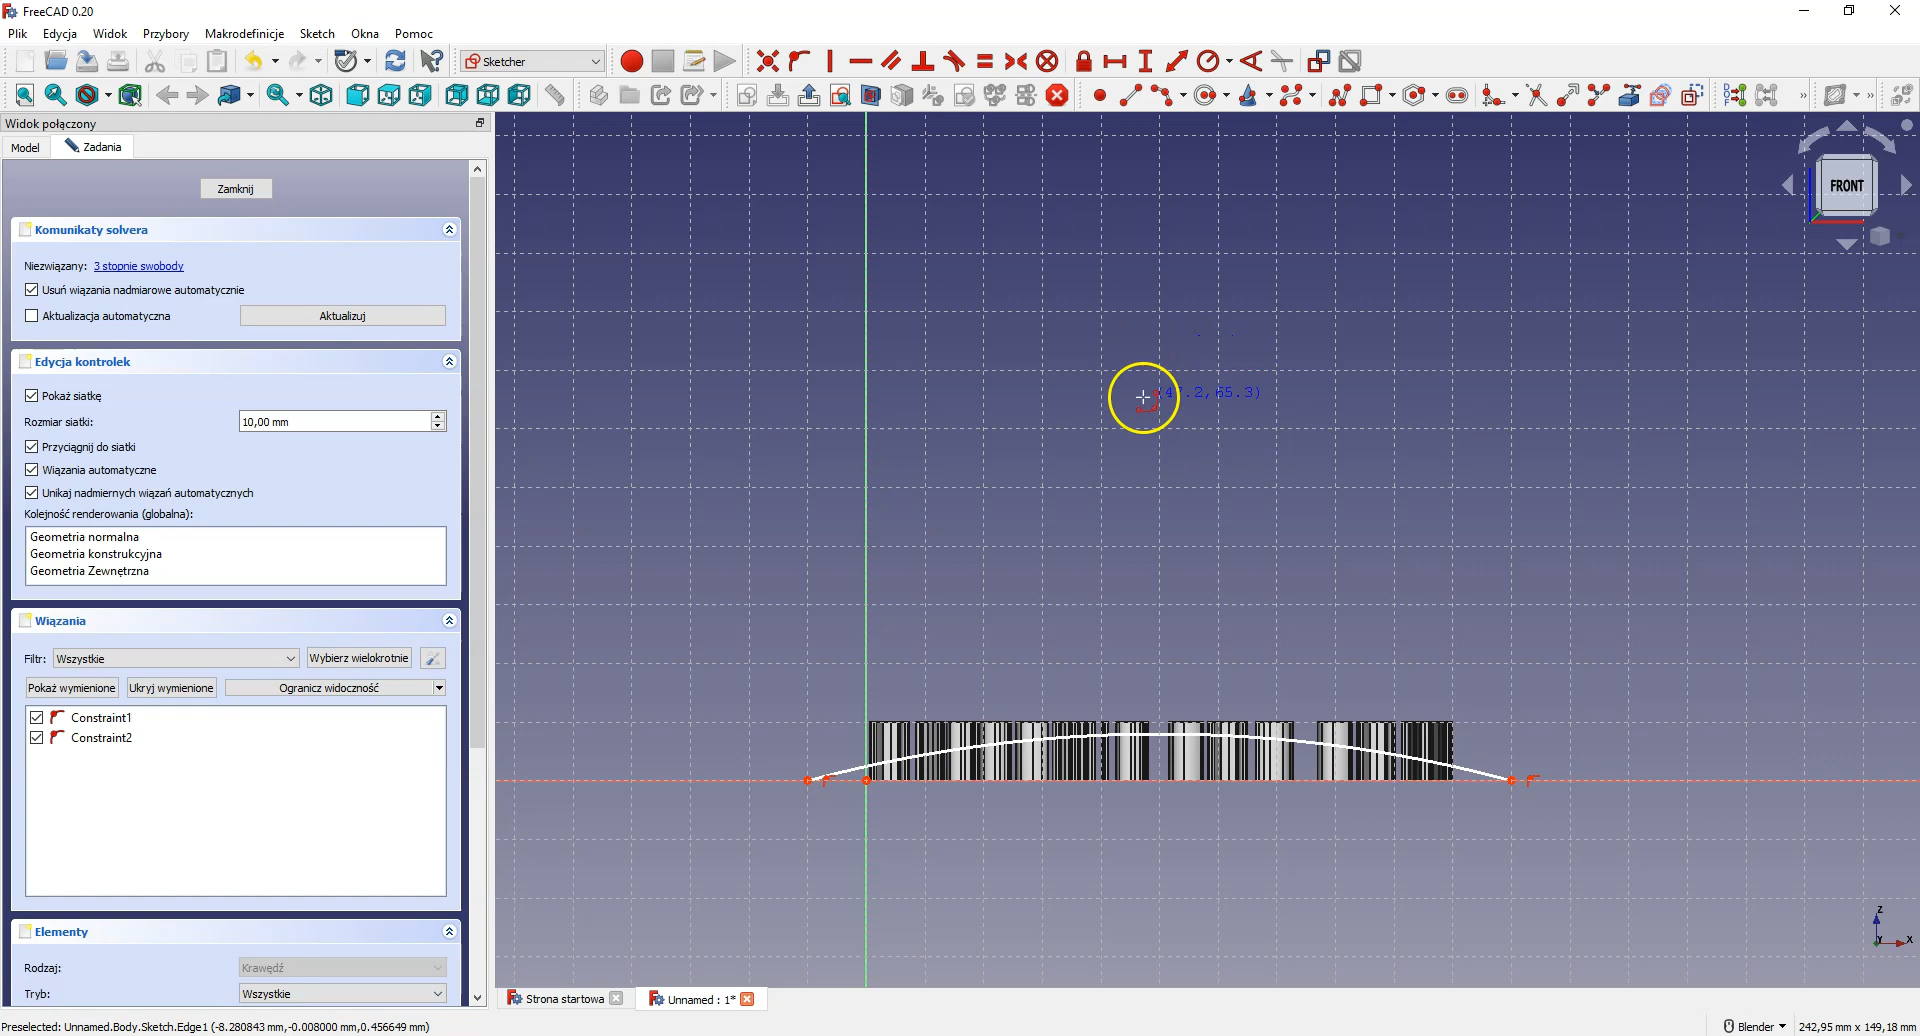 FreeCAD 0.20
Plik Edycja Widok Przybory Makrodefinicje Sketch Okna Pomoc
Sketcher
Widok połączony
Model Zadania
Zamknij
Komunikaty solvera
Niezwiązany: 3 stopnie swobody
Usuń wiązania nadmiarowe automatycznie
Aktualizacja automatyczna Aktualizuj
Edycja kontrolek
Pokaż siatkę
Rozmiar siatki: 10,00 mm
Przyciągnij do siatki
Wiązania automatyczne
Unikaj nadmiernych wiązań automatycznych
Kolejność renderowania (globalna):
Geometria normalna
Geometria konstrukcyjna
Geometria Zewnętrzna
Wiązania
Filtr: Wszystkie Wybierz wielokrotnie
Pokaż wymienione Ukryj wymienione Ogranicz widoczność
Constraint1
Constraint2
Elementy
Rodzaj: Krawędź
Tryb: Wszystkie
FRONT
Z
Y X
Strona startowa Unnamed : 1*
Preselected: Unnamed.Body.Sketch.Edge1 (-8.280843 mm,-0.008000 mm,0.456649 mm)
Blender 242,95 mm x 149,18 mm